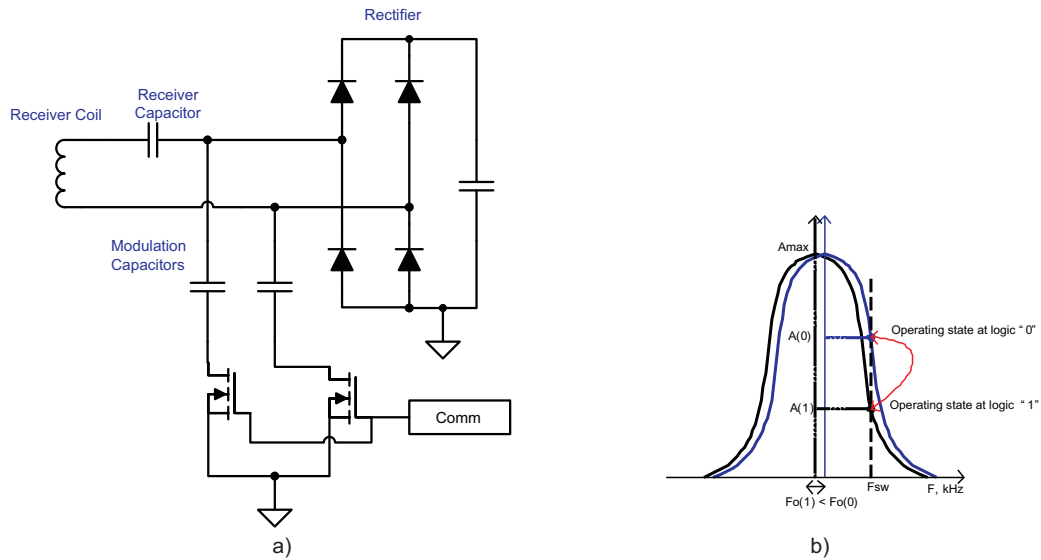 Rectifier
Receiver
Capacitor
Receiver Coil
Modulation
Capacitors
Comm
a)
Amax
A(0)
Operating state at logic “ 0”
A(1)
Operating state at logic “ 1”
Fsw
F, kHz
Fo(1) < Fo(0)
b)